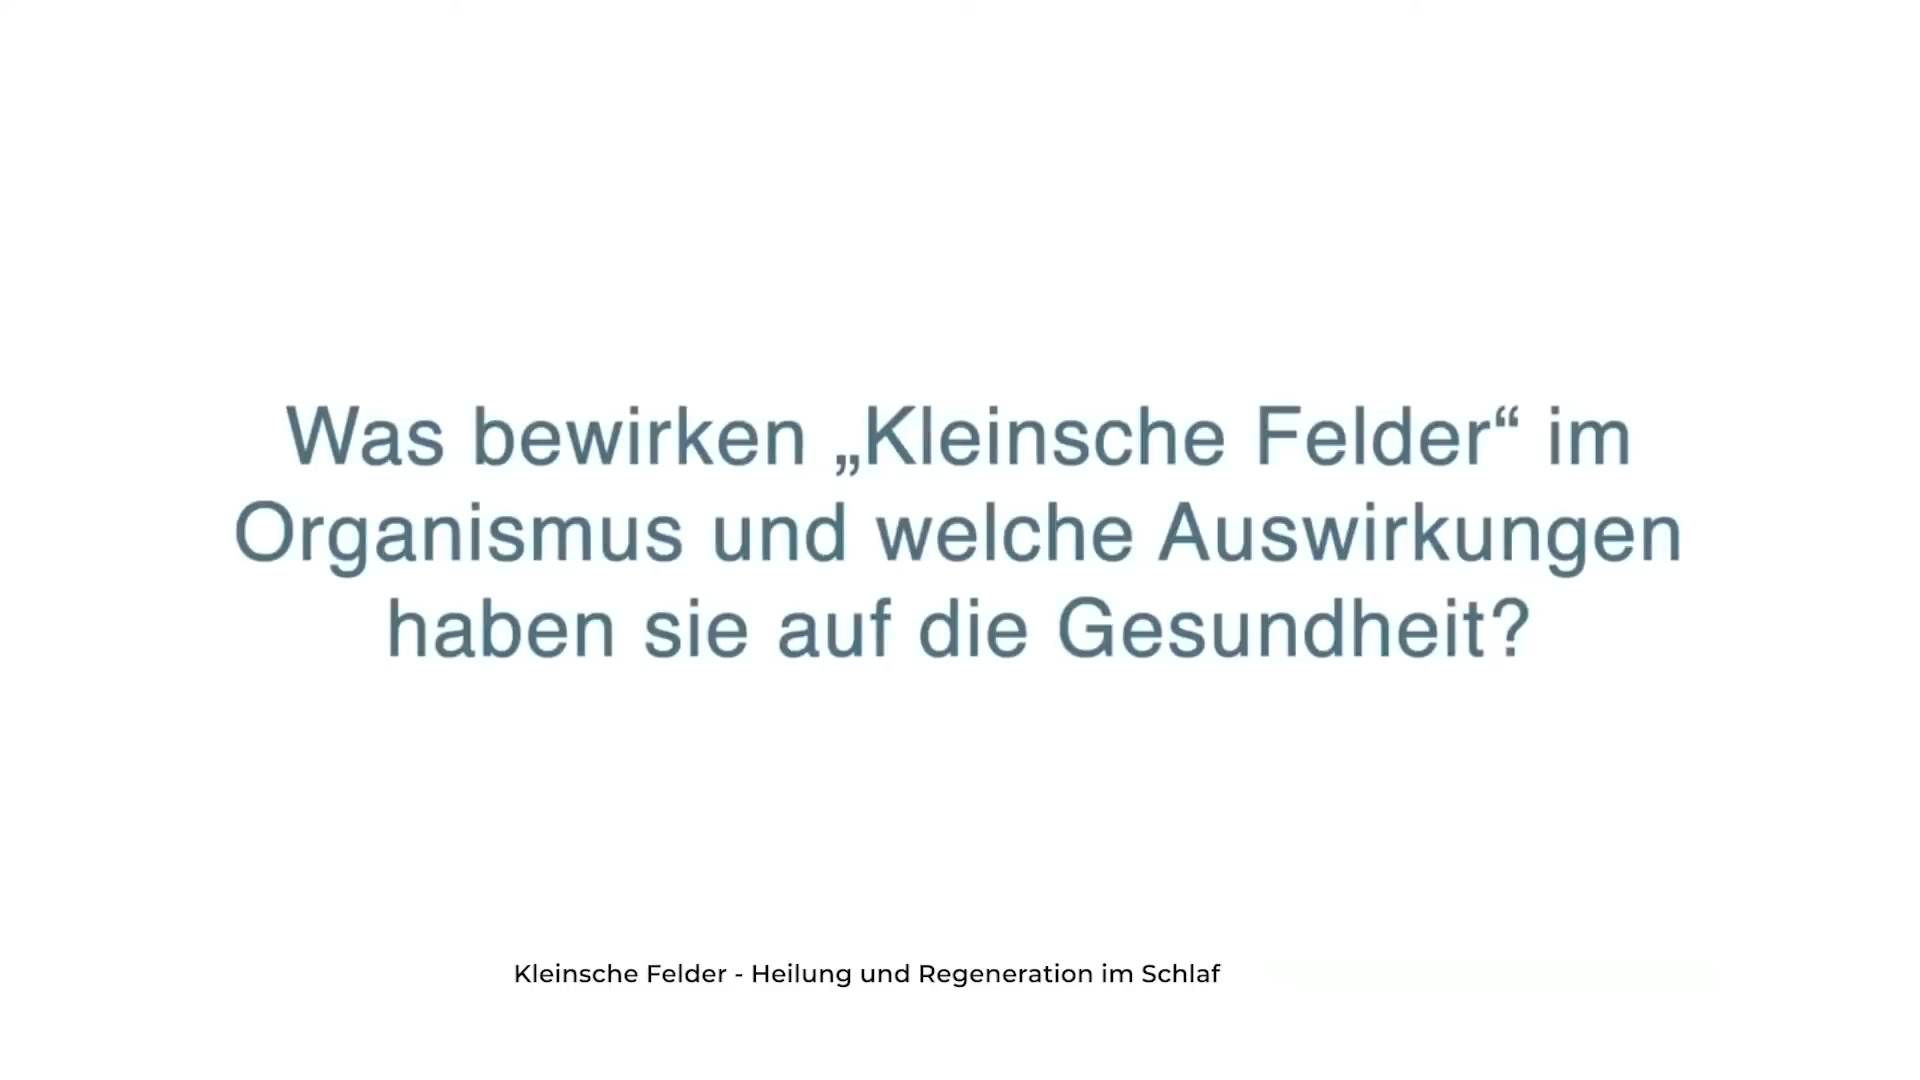 Was bewirken „Kleinsche Felder“ im
Organismus und welche Auswirkungen
haben sie auf die Gesundheit?
Kleinsche Felder - Heilung und Regeneration im Schlaf